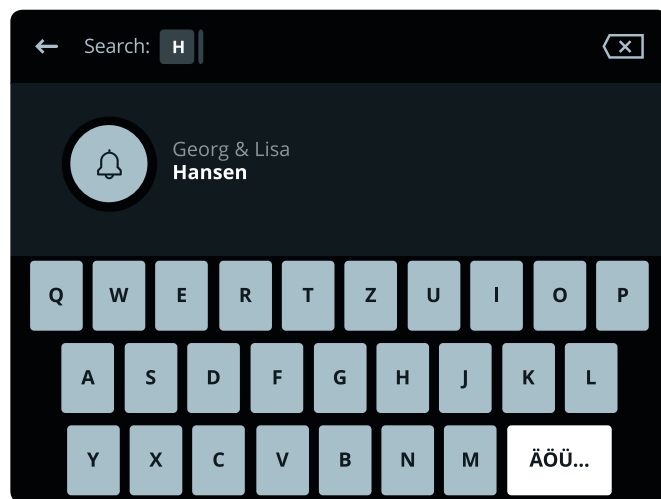 Search: H
Georg & Lisa
Hansen
Q W E R T Z U I O P
A S D F G H J K L
Y X C V B N M ÄÖÜ...